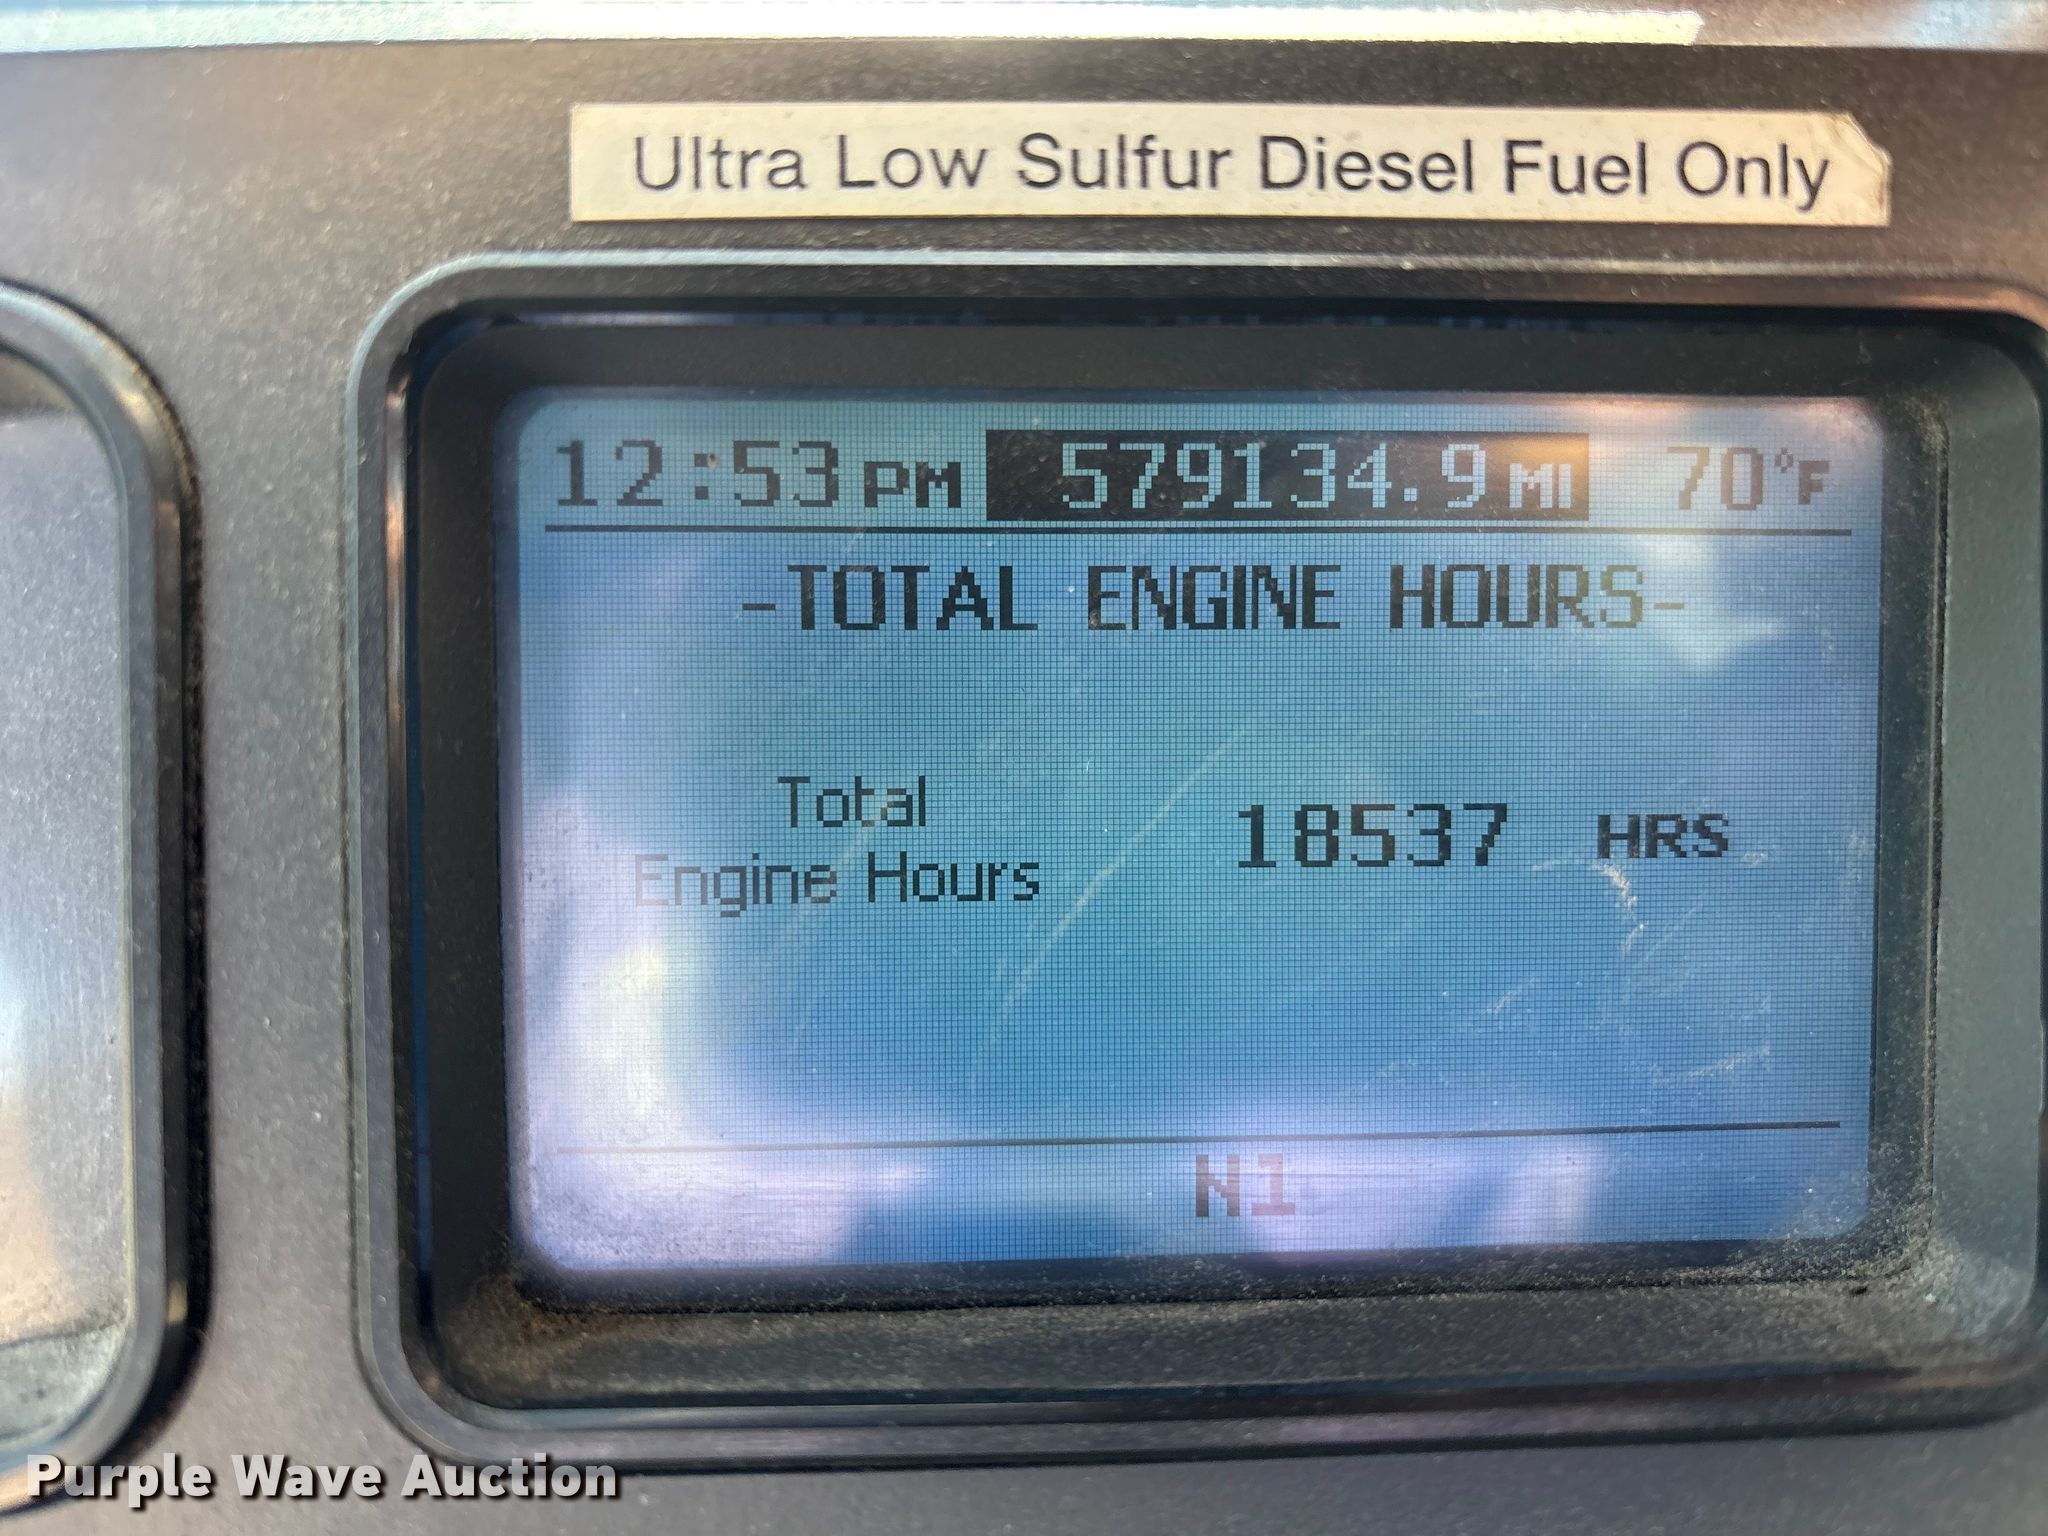 Ultra Low Sulfur Diesel Fuel Only
12:53 PM 579134.9 MI 70°F
-TOTAL ENGINE HOURS-
Total
Engine Hours
18537 HRS
N1
Purple Wave Auction